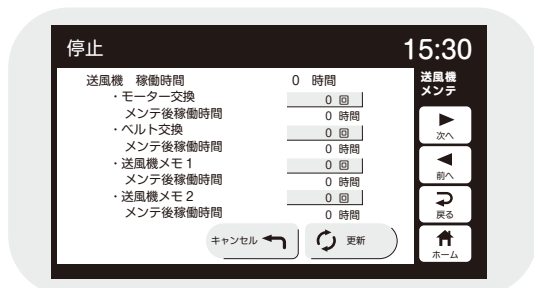 停止 15:30
送風機 稼働時間 0 時間
・モーター交換 0 回
メンテ後稼働時間 0 時間
・ベルト交換 0 回
メンテ後稼働時間 0 時間
・送風機メモ1 0 回
メンテ後稼働時間 0 時間
・送風機メモ2 0 回
メンテ後稼働時間 0 時間
キャンセル 更新
送風機
メンテ
次へ
前へ
戻る
ホーム